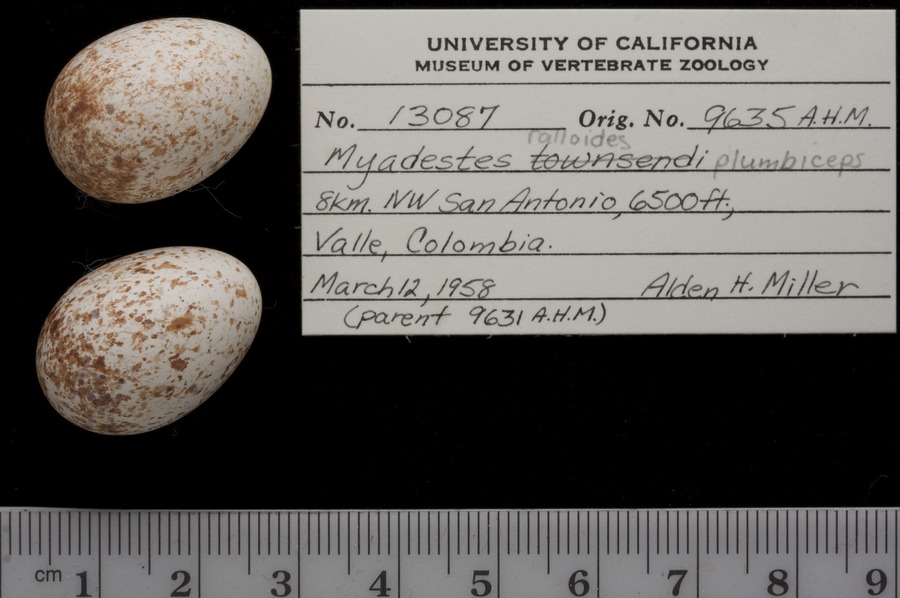 UNIVERSITY OF CALIFORNIA
MUSEUM OF VERTEBRATE ZOOLOGY
No. 13087 Orig. No. 9635 A.H.M.
ralloides
Myadestes townsendi plumbiceps
8km. NW San Antonio, 6500ft.,
Valle, Colombia.
March 12, 1958 Alden H. Miller
(parent 9631 A.H.M.)
cm 1 2 3 4 5 6 7 8 9